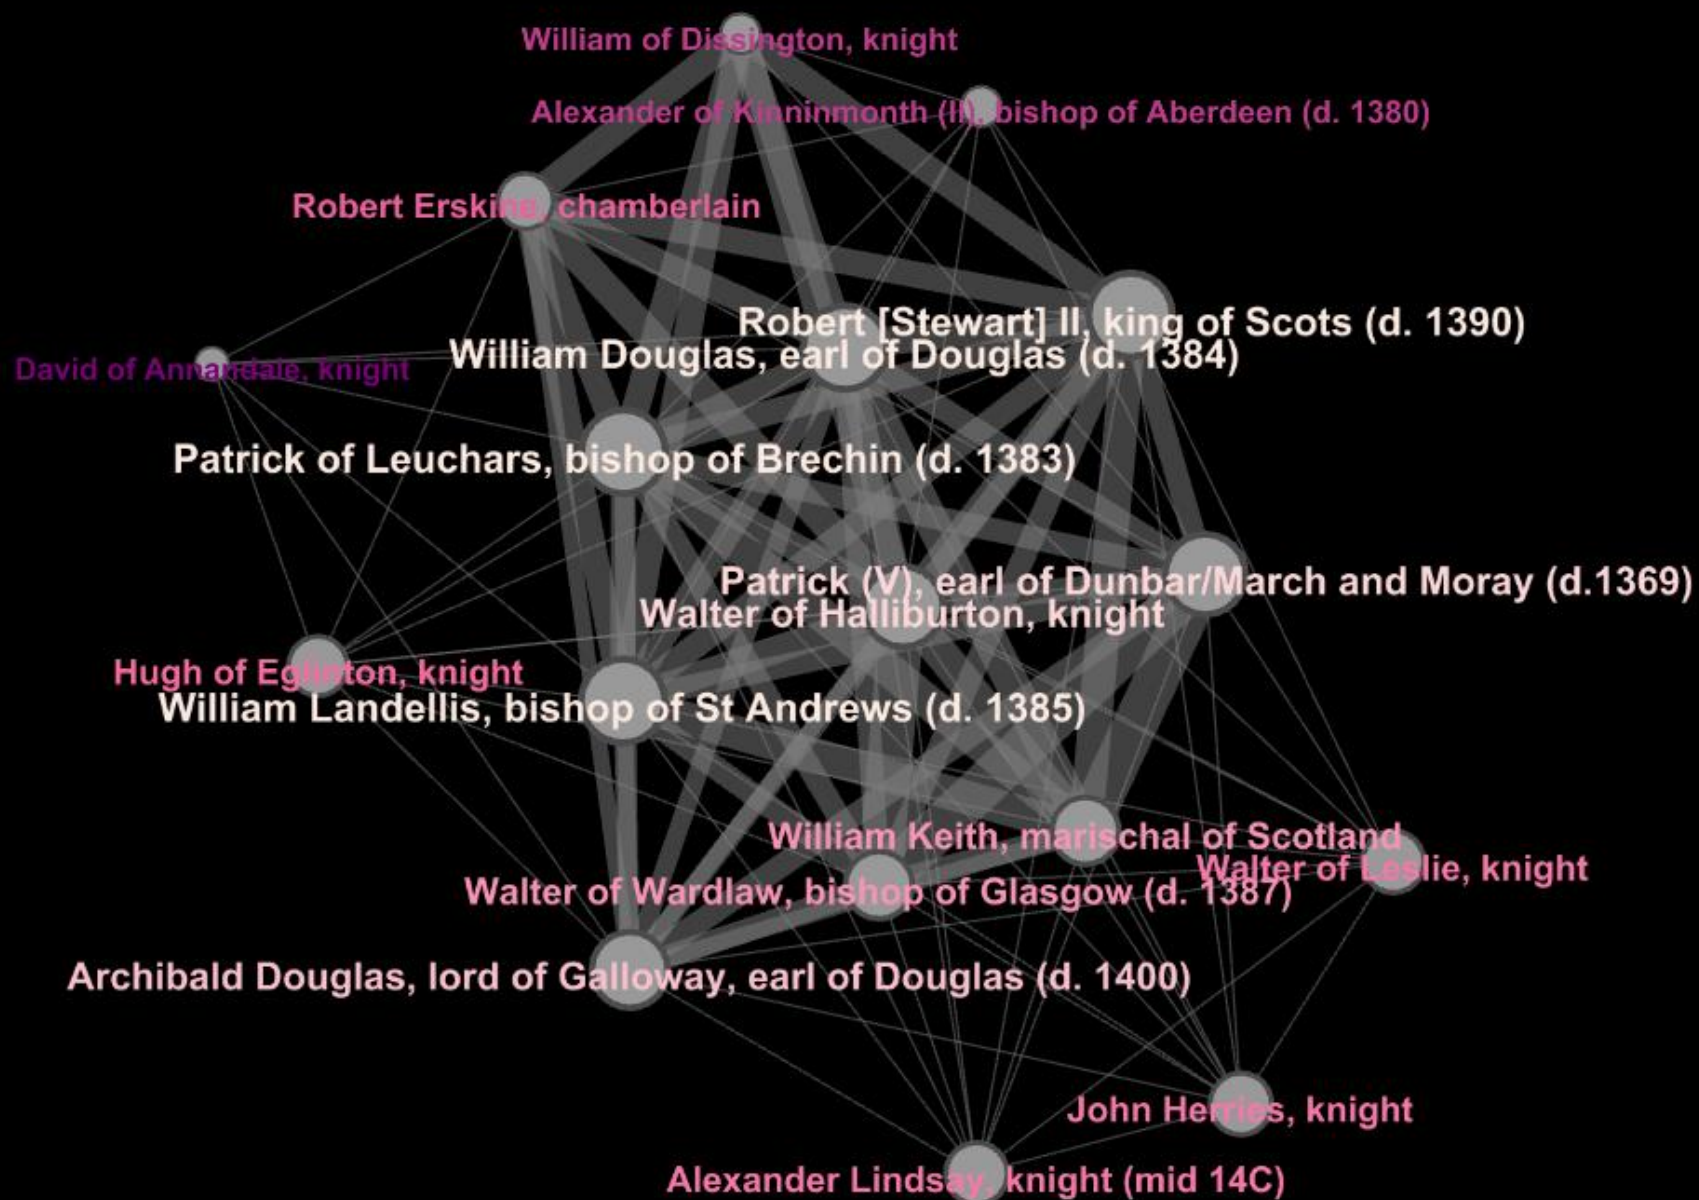 William of Dissington, knight
Alexander of Kinninmonth (II), bishop of Aberdeen (d. 1380)
Robert Erskine, chamberlain
Robert [Stewart] II, king of Scots (d. 1390)
William Douglas, earl of Douglas (d. 1384)
David of Annandale, knight
Patrick of Leuchars, bishop of Brechin (d. 1383)
Patrick (V), earl of Dunbar/March and Moray (d.1369)
Walter of Halliburton, knight
Hugh of Eglinton, knight
William Landellis, bishop of St Andrews (d. 1385)
William Keith, marischal of Scotland
Walter of Leslie, knight
Walter of Wardlaw, bishop of Glasgow (d. 1387)
Archibald Douglas, lord of Galloway, earl of Douglas (d. 1400)
John Herries, knight
Alexander Lindsay, knight (mid 14C)